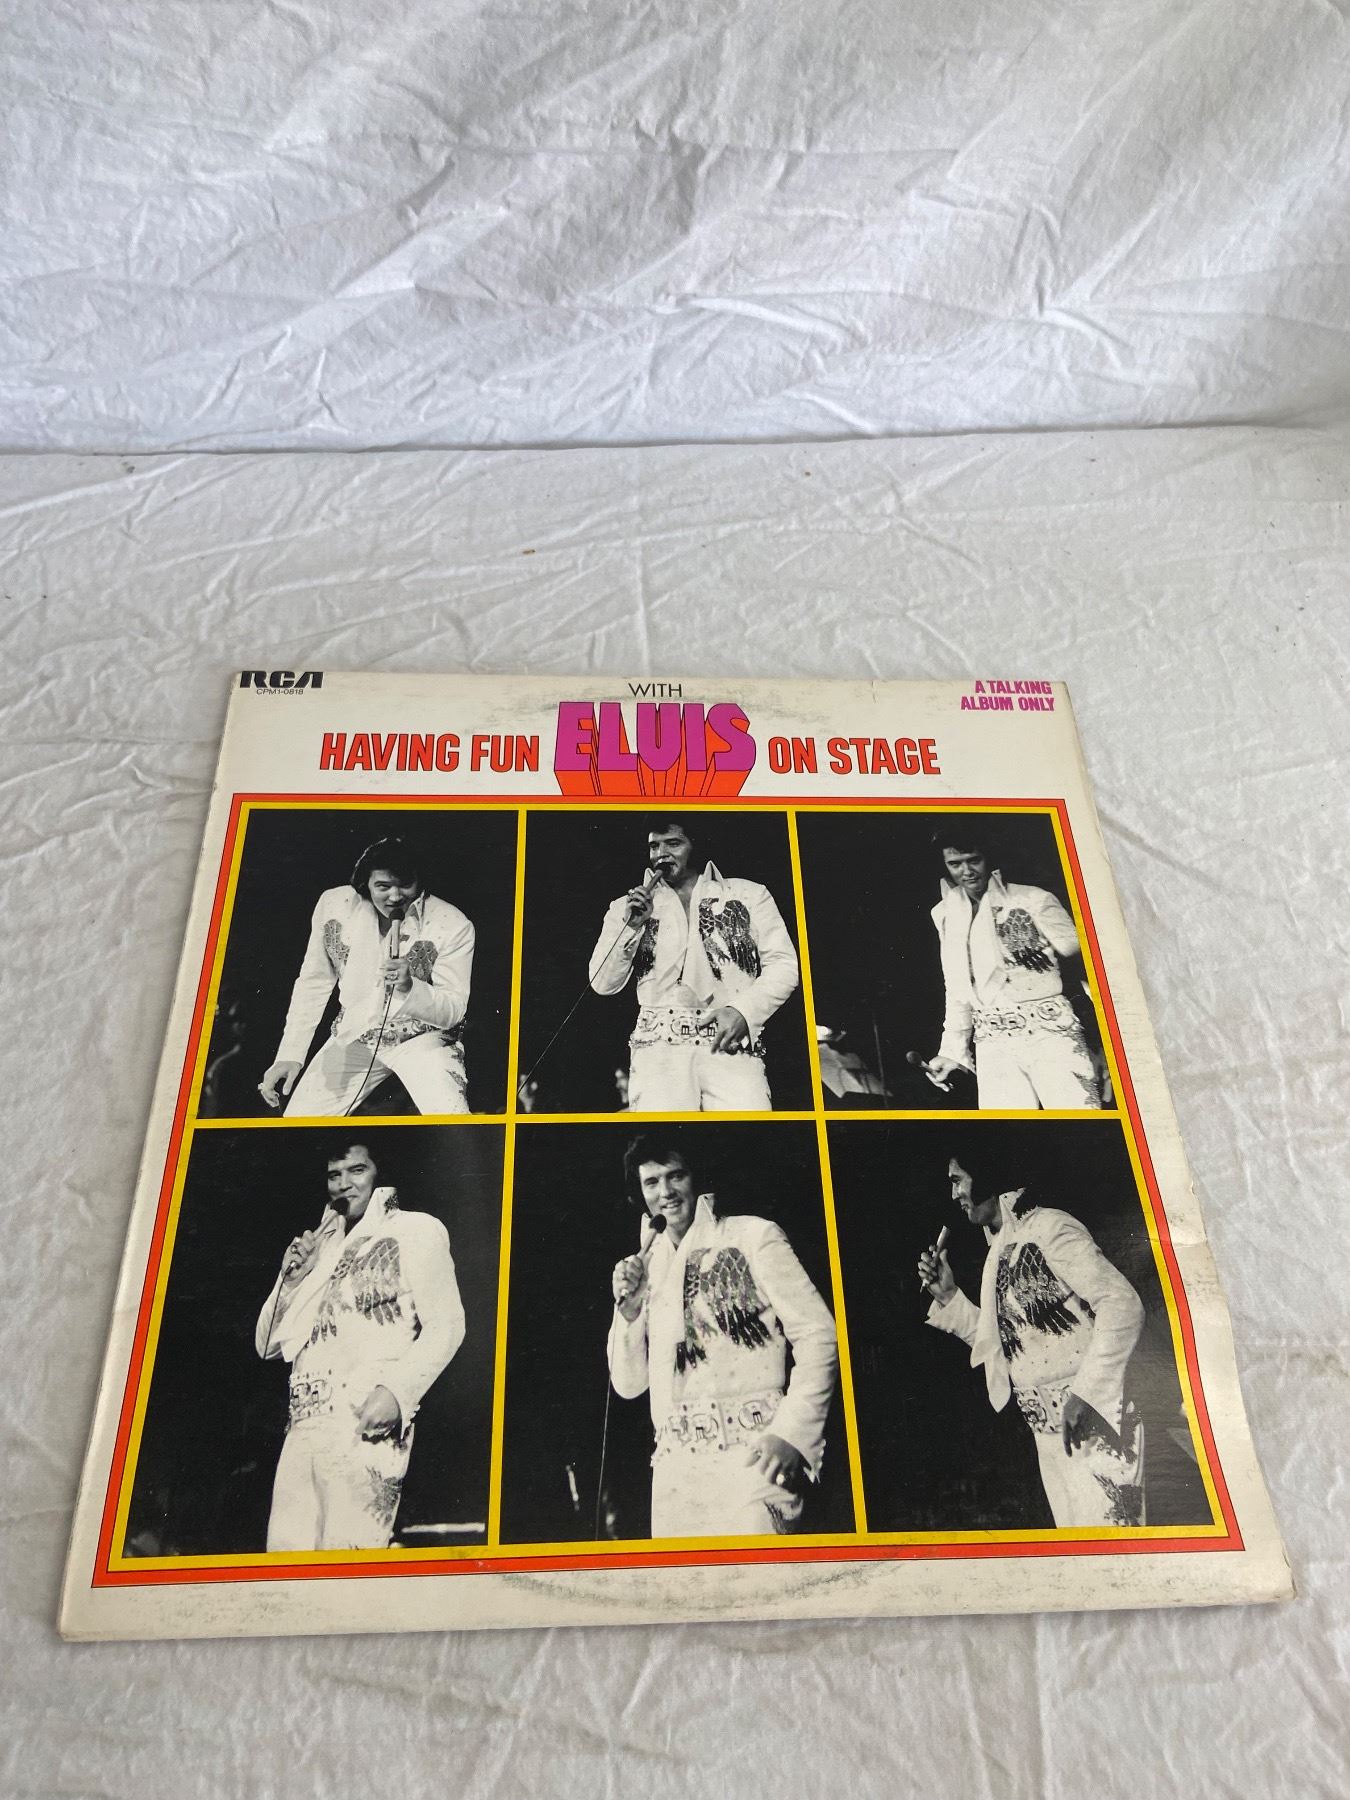 RCA
CPM1-0818
WITH
A TALKING
ALBUM ONLY
HAVING FUN ELVIS ON STAGE